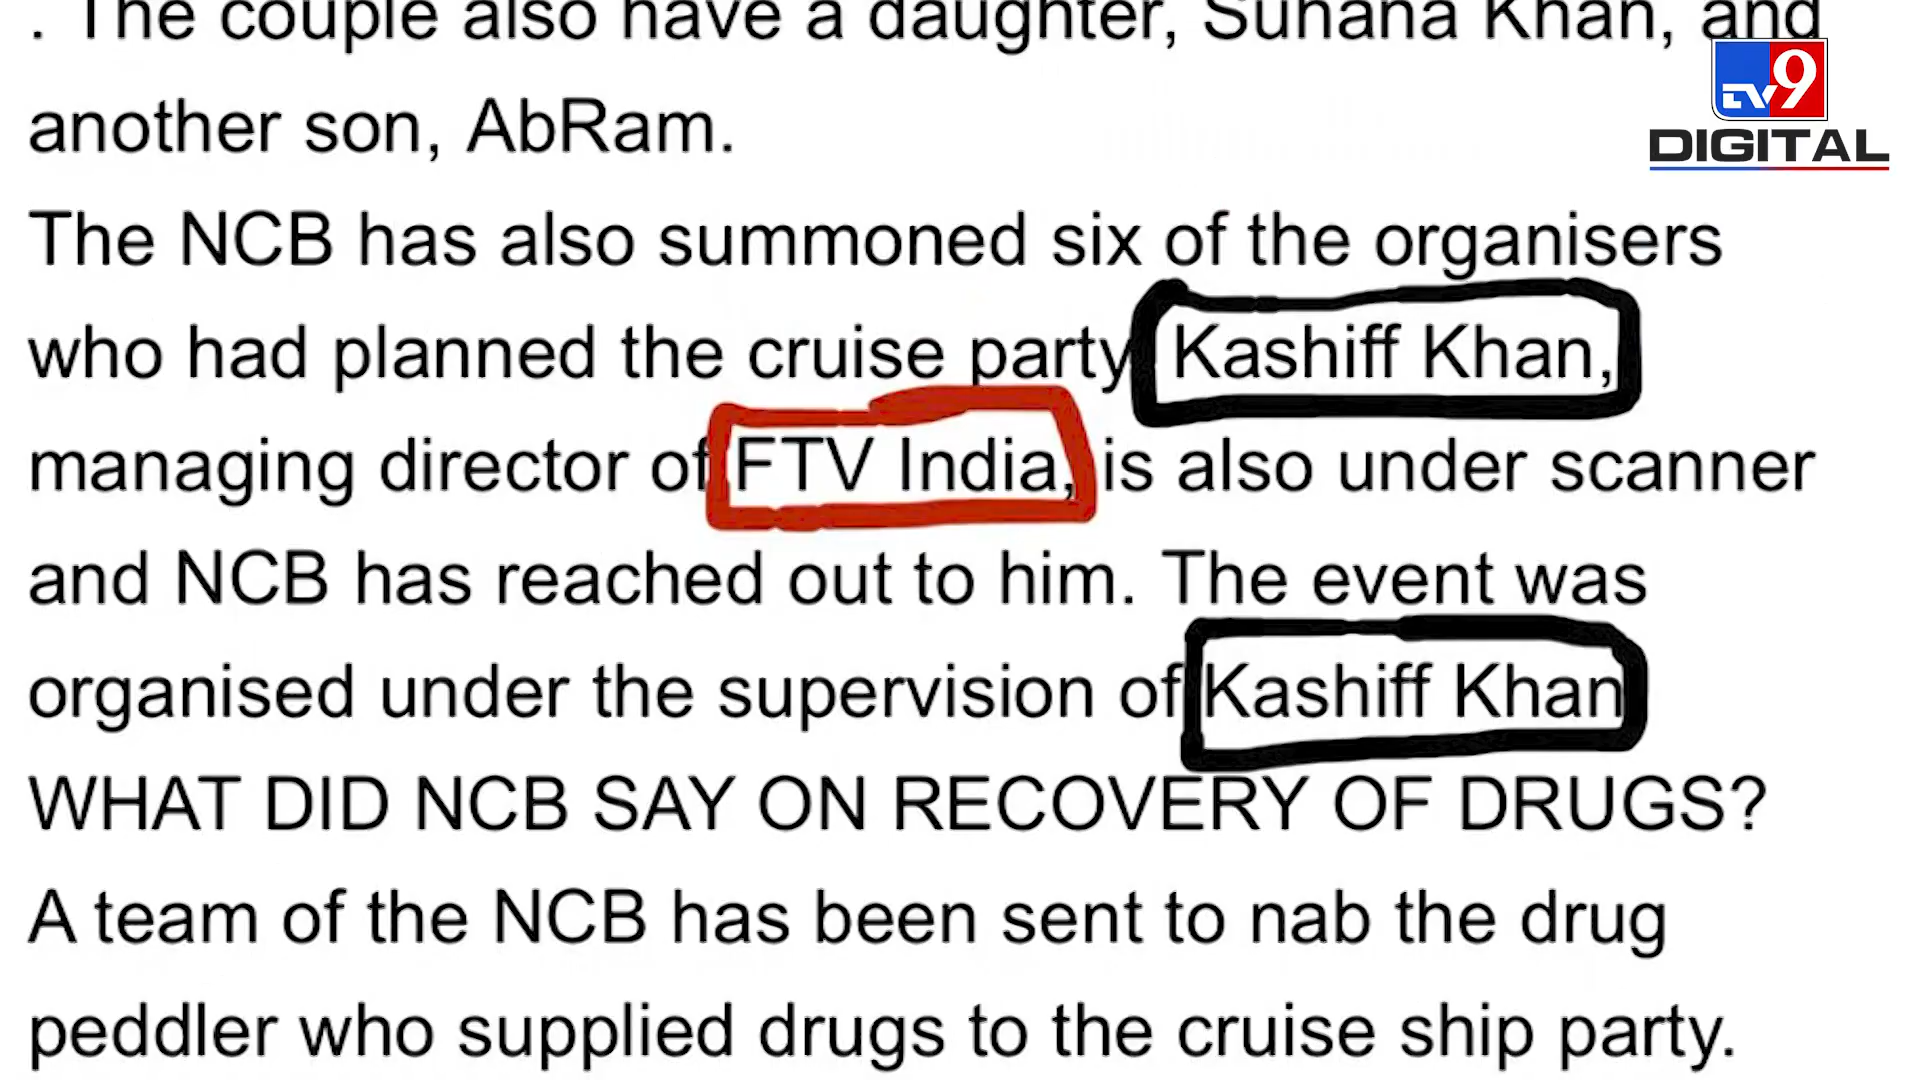 . The couple also have a daughter, Suhana Khan, and
another son, AbRam.
TV9
DIGITAL
The NCB has also summoned six of the organisers
who had planned the cruise party Kashiff Khan,
managing director of FTV India, is also under scanner
and NCB has reached out to him. The event was
organised under the supervision of Kashiff Khan
WHAT DID NCB SAY ON RECOVERY OF DRUGS?
A team of the NCB has been sent to nab the drug
peddler who supplied drugs to the cruise ship party.